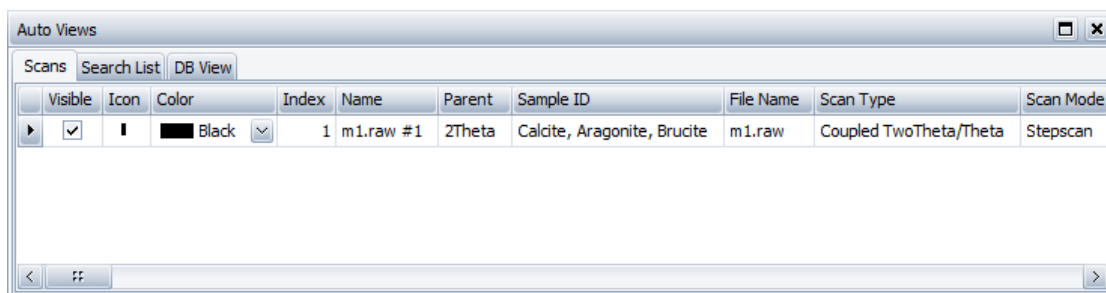 Auto Views
Scans Search List DB View
Visible Icon Color Index Name Parent Sample ID File Name Scan Type Scan Mode
Black 1 m1.raw #1 2Theta Calcite, Aragonite, Brucite m1.raw Coupled TwoTheta/Theta Stepscan